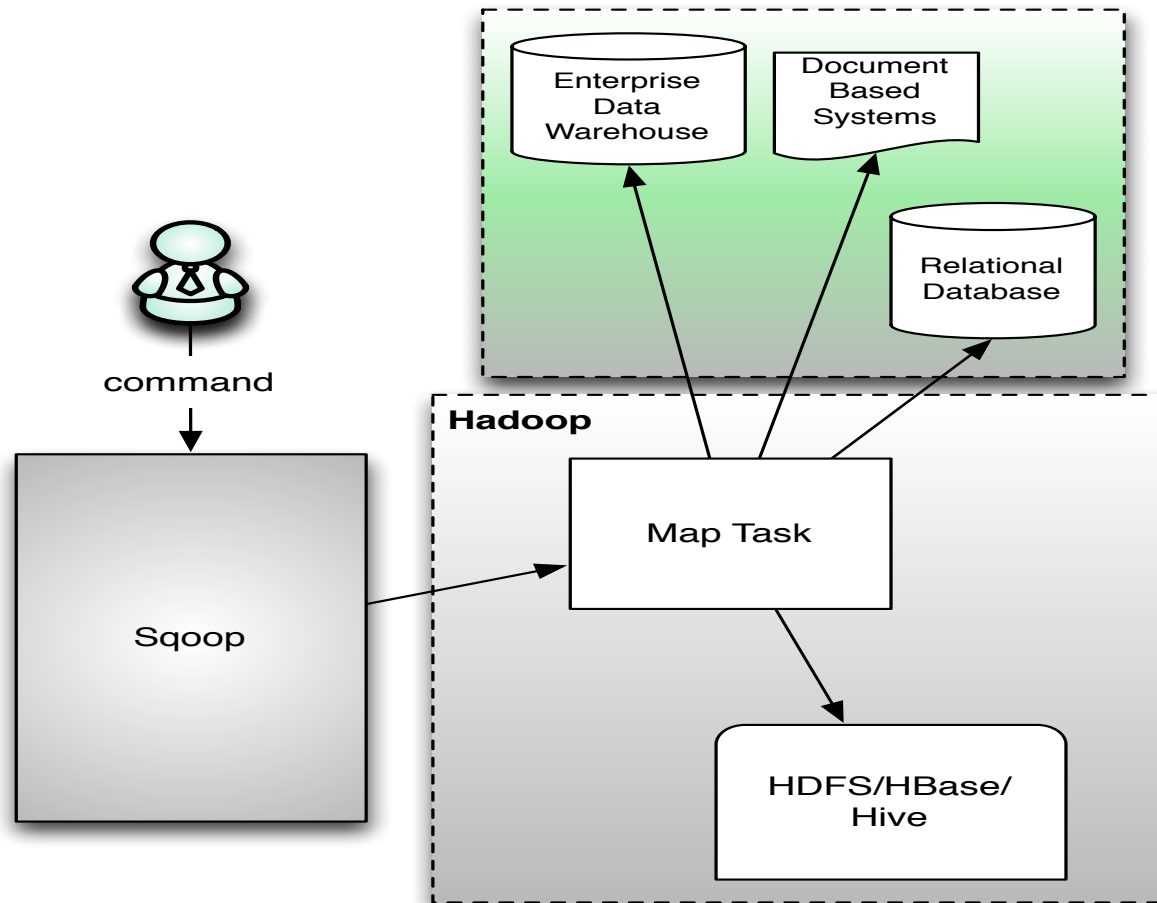 Enterprise
Data
Warehouse
Document
Based
Systems
Relational
Database
command
Hadoop
Map Task
Sqoop
HDFS/HBase/
Hive